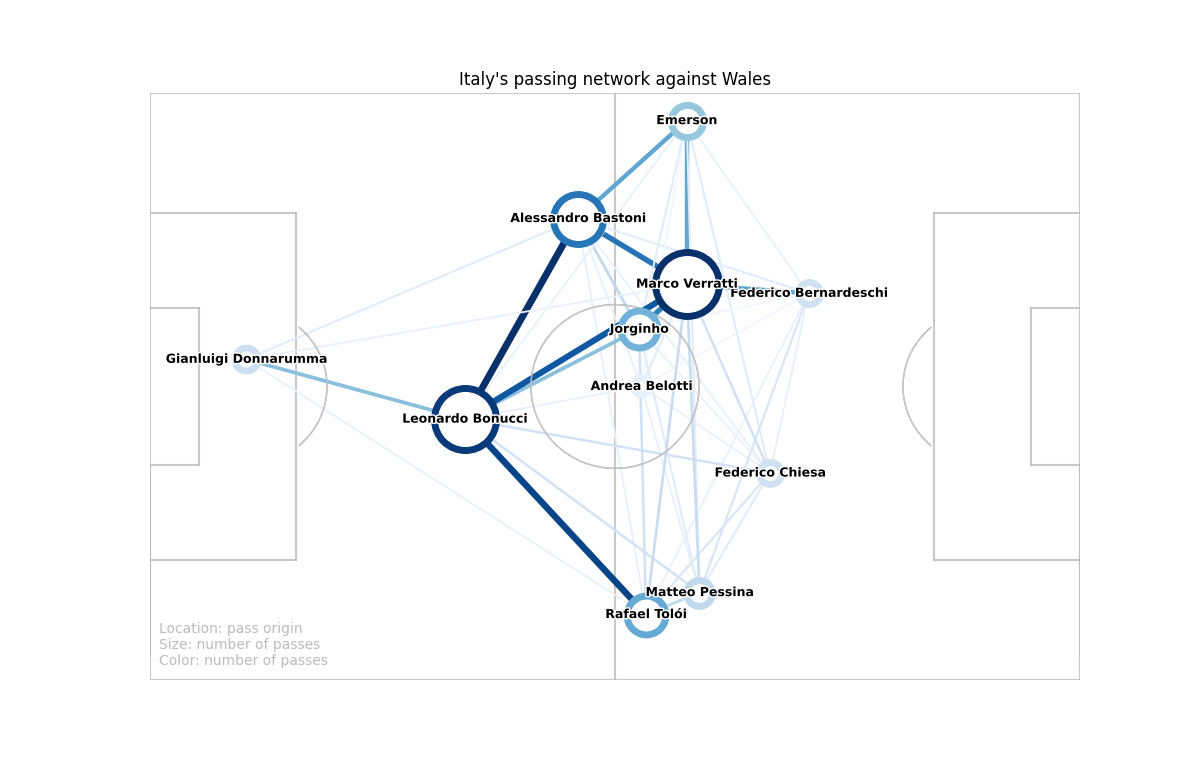 Italy's passing network against Wales
Emerson
Alessandro Bastoni
Marco Verratti
Federico Bernardeschi
Jorginho
Gianluigi Donnarumma
Andrea Belotti
Leonardo Bonucci
Federico Chiesa
Matteo Pessina
Rafael Tolói
Location: pass origin
Size: number of passes
Color: number of passes